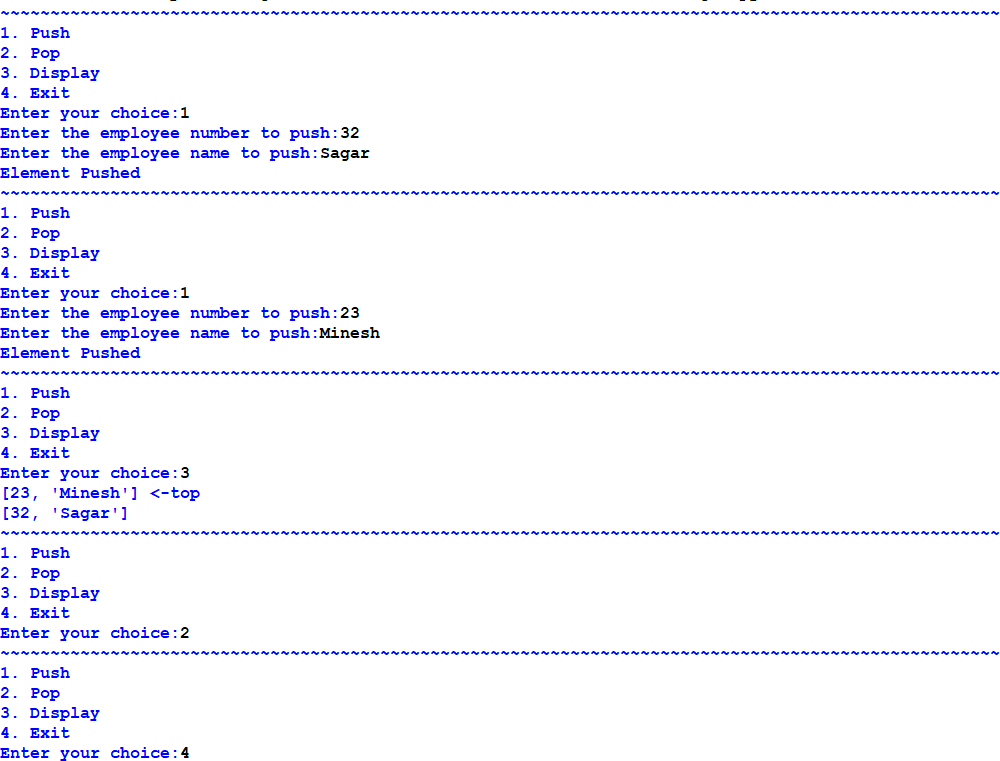 ~~~~~~~~~~~~~~~~~~~~~~~~~~~~~~~~~~~~~~~~~~~~~~~~~~~~~~~~~~~~~~~~~~~~~~~~~~~~~~~~~~~~~~~~~~~~~~~~~~~~
1. Push
2. Pop
3. Display
4. Exit
Enter your choice:1
Enter the employee number to push:32
Enter the employee name to push:Sagar
Element Pushed
~~~~~~~~~~~~~~~~~~~~~~~~~~~~~~~~~~~~~~~~~~~~~~~~~~~~~~~~~~~~~~~~~~~~~~~~~~~~~~~~~~~~~~~~~~~~~~~~~~~~
1. Push
2. Pop
3. Display
4. Exit
Enter your choice:1
Enter the employee number to push:23
Enter the employee name to push:Minesh
Element Pushed
~~~~~~~~~~~~~~~~~~~~~~~~~~~~~~~~~~~~~~~~~~~~~~~~~~~~~~~~~~~~~~~~~~~~~~~~~~~~~~~~~~~~~~~~~~~~~~~~~~~~
1. Push
2. Pop
3. Display
4. Exit
Enter your choice:3
[23, 'Minesh'] <-top
[32, 'Sagar']
~~~~~~~~~~~~~~~~~~~~~~~~~~~~~~~~~~~~~~~~~~~~~~~~~~~~~~~~~~~~~~~~~~~~~~~~~~~~~~~~~~~~~~~~~~~~~~~~~~~~
1. Push
2. Pop
3. Display
4. Exit
Enter your choice:2
~~~~~~~~~~~~~~~~~~~~~~~~~~~~~~~~~~~~~~~~~~~~~~~~~~~~~~~~~~~~~~~~~~~~~~~~~~~~~~~~~~~~~~~~~~~~~~~~~~~~
1. Push
2. Pop
3. Display
4. Exit
Enter your choice:4